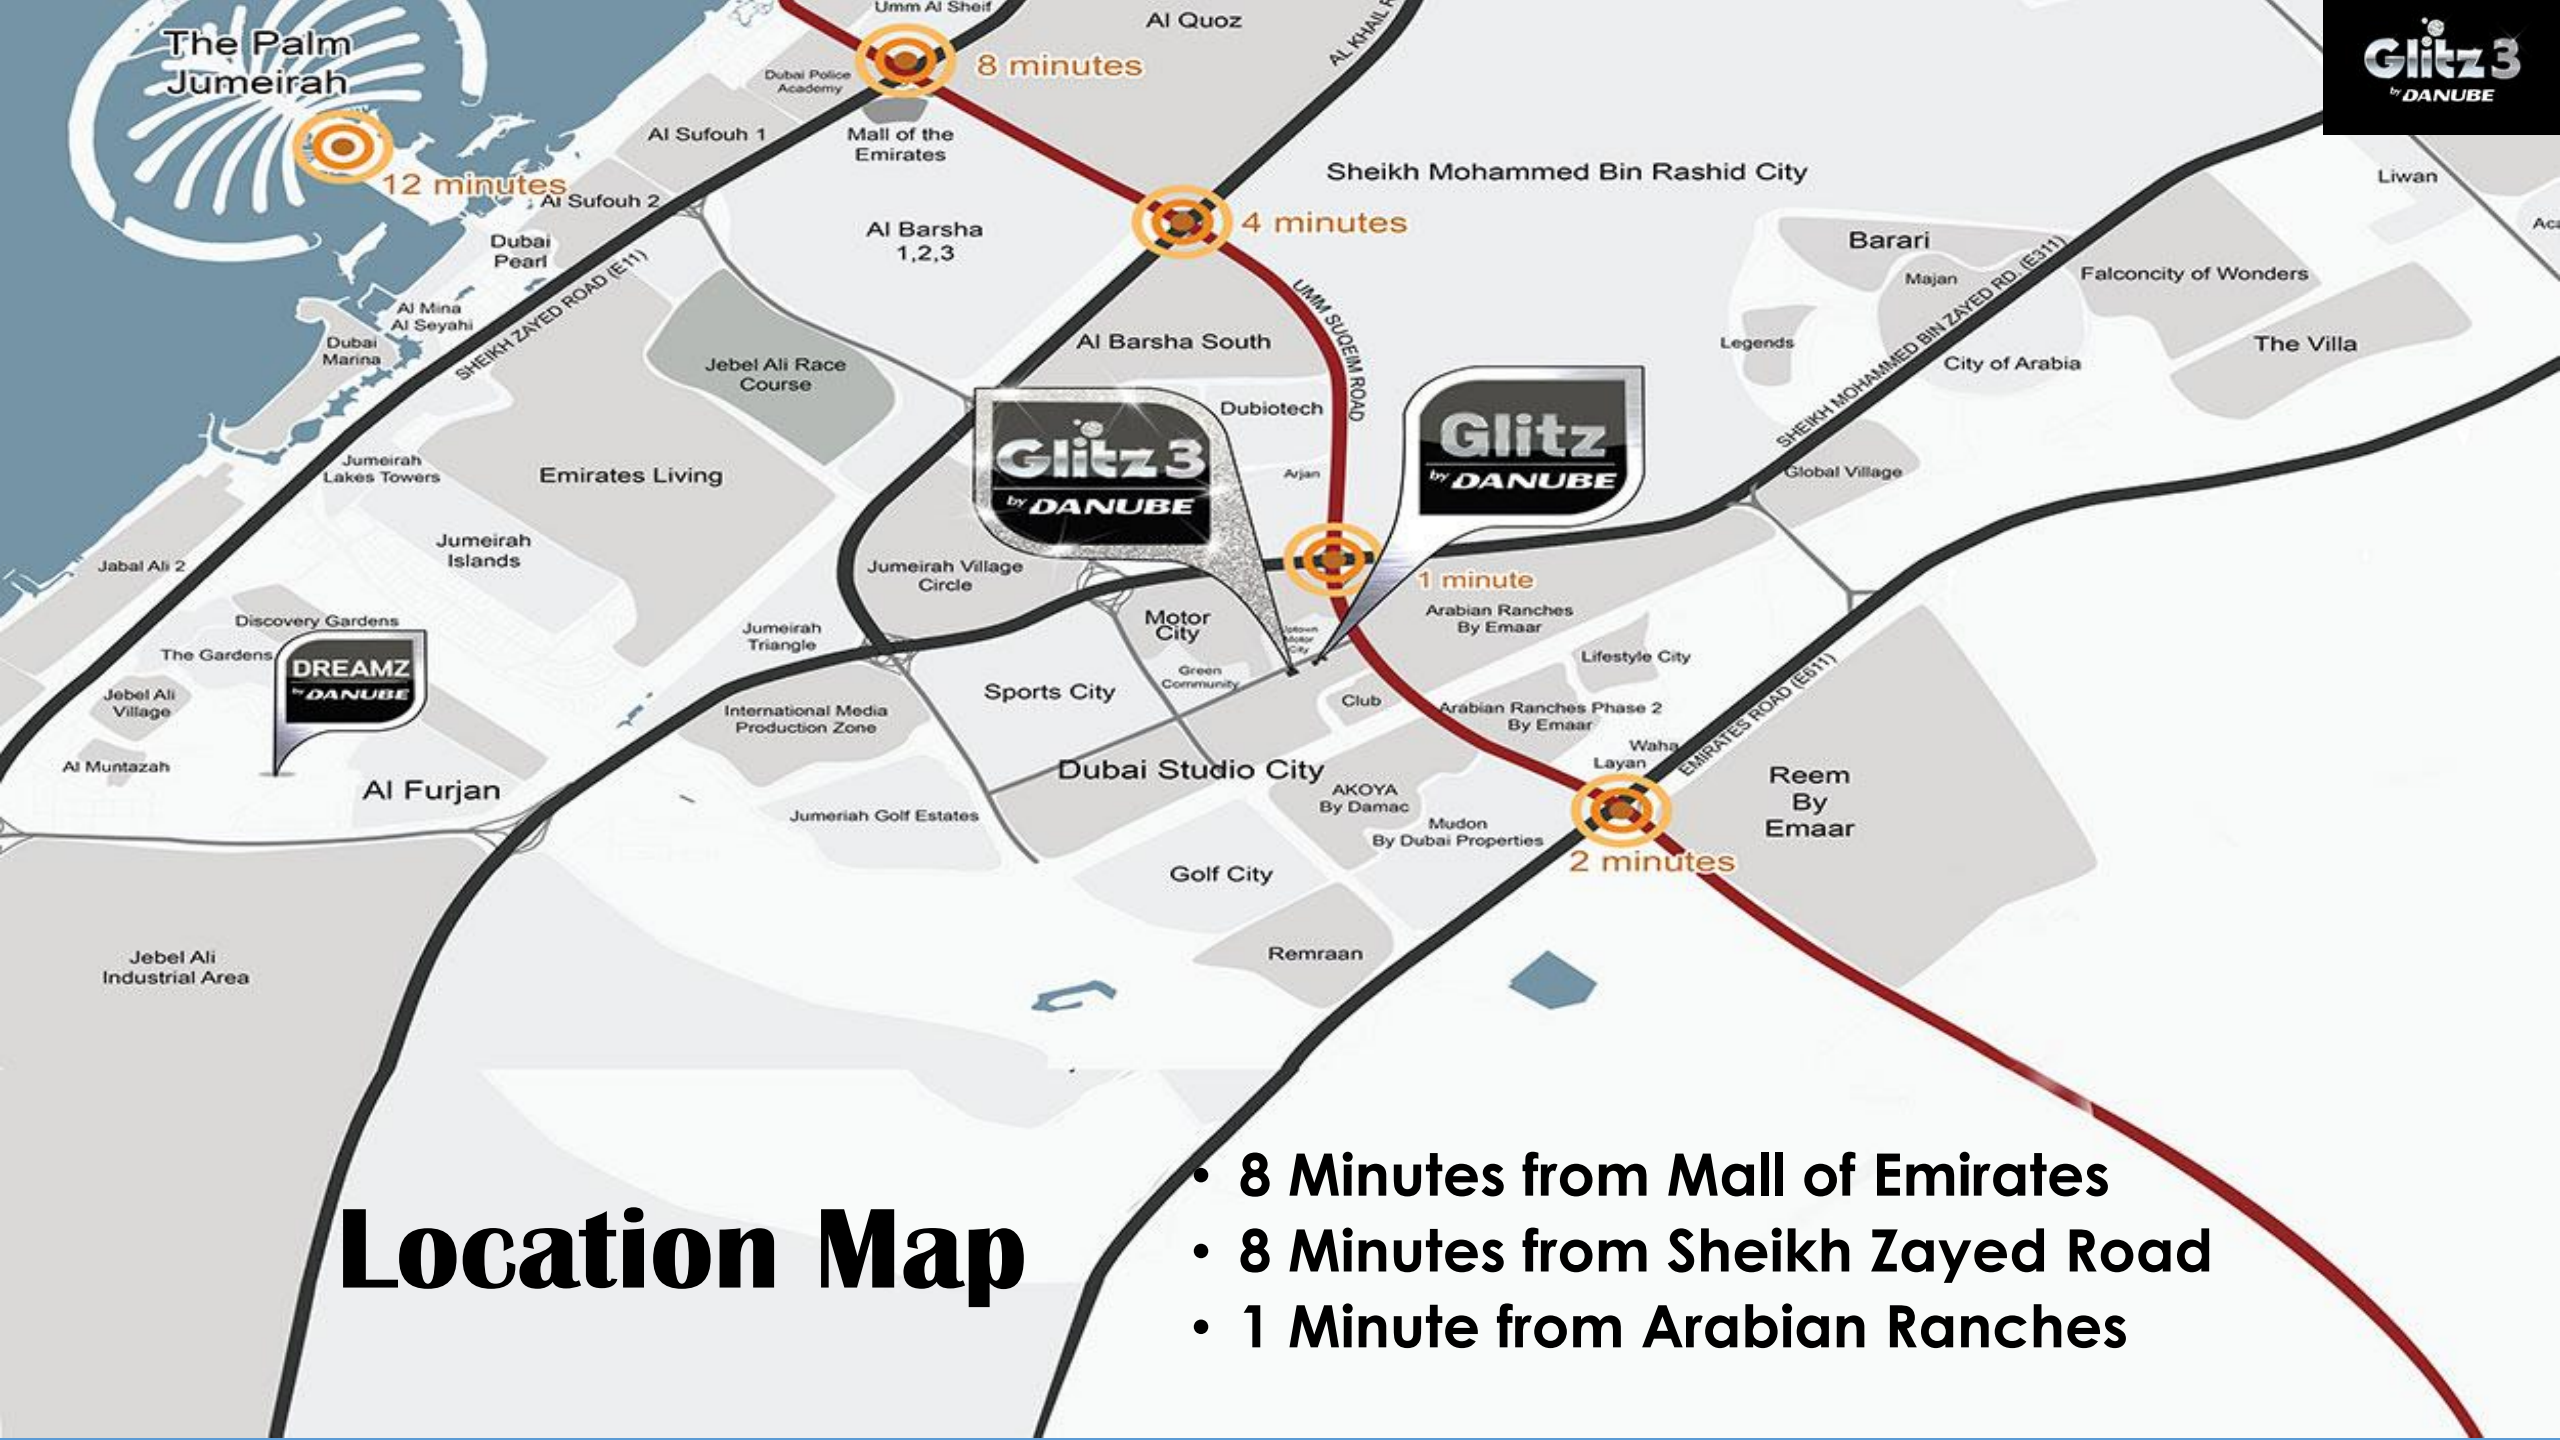 Umm Al Sheif
Al Quoz
AL KHAIL
Glitz 3
by DANUBE
The Palm
Jumeirah
8 minutes
Dubai Police
Academy
Al Sufouh 1
Mall of the
Emirates
12 minutes
Al Sufouh 2
Sheikh Mohammed Bin Rashid City
Liwan
4 minutes
Al Barsha
1,2,3
Dubai
Pearl
Barari
Majan
Falconcity of Wonders
SHEIKH ZAYED ROAD (E11)
UMM SUQEIM ROAD
SHEIKH MOHAMMED BIN ZAYED RD. (E311)
Al Mina
Al Seyahi
Dubai
Marina
Al Barsha South
Legends
The Villa
City of Arabia
Jebel Ali Race
Course
Dubiotech
Glitz 3
by DANUBE
Glitz
by DANUBE
Jumeirah
Lakes Towers
Emirates Living
Arjan
Global Village
Jumeirah
Islands
Jabal Ali 2
Jumeirah Village
Circle
1 minute
Motor
City
Arabian Ranches
By Emaar
Discovery Gardens
Jumeirah
Triangle
Uptown
Motor
City
The Gardens
DREAMZ
by DANUBE
Lifestyle City
Green
Community
Sports City
Jebel Ali
Village
Club
Arabian Ranches Phase 2
By Emaar
International Media
Production Zone
EMIRATES ROAD (E611)
Waha
Layan
Al Muntazah
Al Furjan
Dubai Studio City
Reem
By
Emaar
AKOYA
By Damac
Jumeriah Golf Estates
Mudon
By Dubai Properties
2 minutes
Golf City
Remraan
Jebel Ali
Industrial Area
Location Map
• 8 Minutes from Mall of Emirates
• 8 Minutes from Sheikh Zayed Road
• 1 Minute from Arabian Ranches